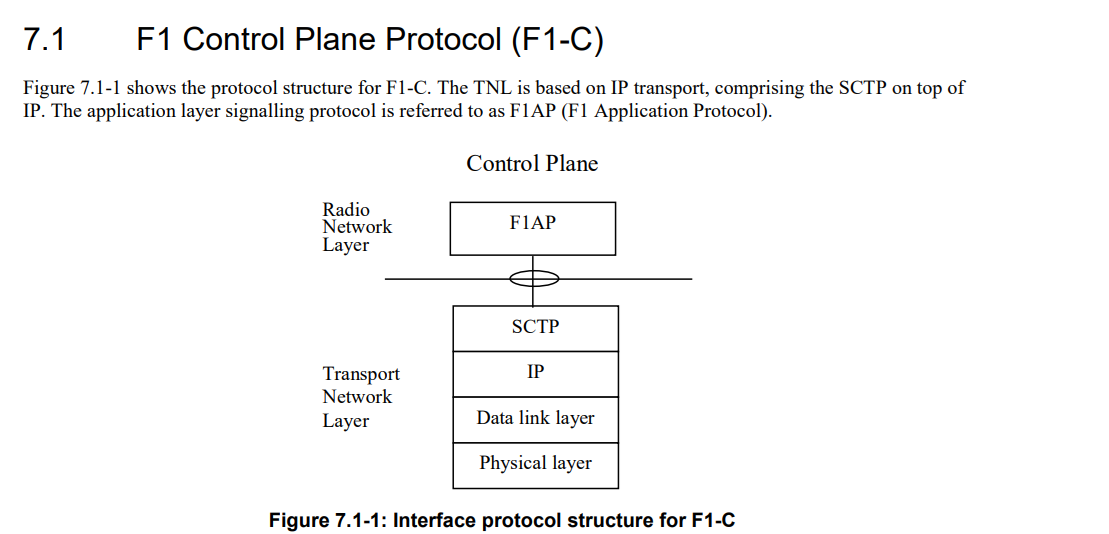 7.1 F1 Control Plane Protocol (F1-C)
Figure 7.1-1 shows the protocol structure for F1-C. The TNL is based on IP transport, comprising the SCTP on top of
IP. The application layer signalling protocol is referred to as F1AP (F1 Application Protocol).
Control Plane
Radio
Network
Layer
F1AP
SCTP
IP
Transport
Network
Layer
Data link layer
Physical layer
Figure 7.1-1: Interface protocol structure for F1-C